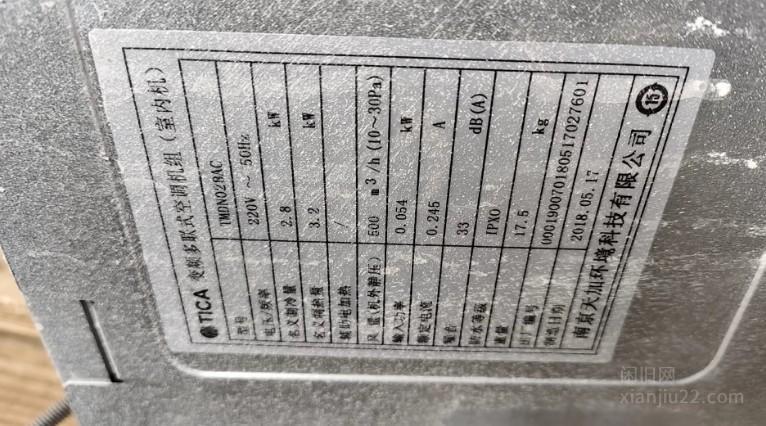 TICA 变频多联式空调机组(室内机)
型号 TMDN028AC
电压/频率 220V ~ 50Hz
名义制冷量 2.8 kW
名义制热量 3.2 kW
辅助电加热 /
风量(机外静压) 500 m³/h(10~30Pa)
输入功率 0.054 kW
额定电流 0.245 A
噪音 33 dB(A)
防水等级 IPX0
重量 17.5 kg
出厂编号 000190070180517027601
制造日期 2018.05.17
南京天加环境科技有限公司
15
闲旧网
xianjiu22.com